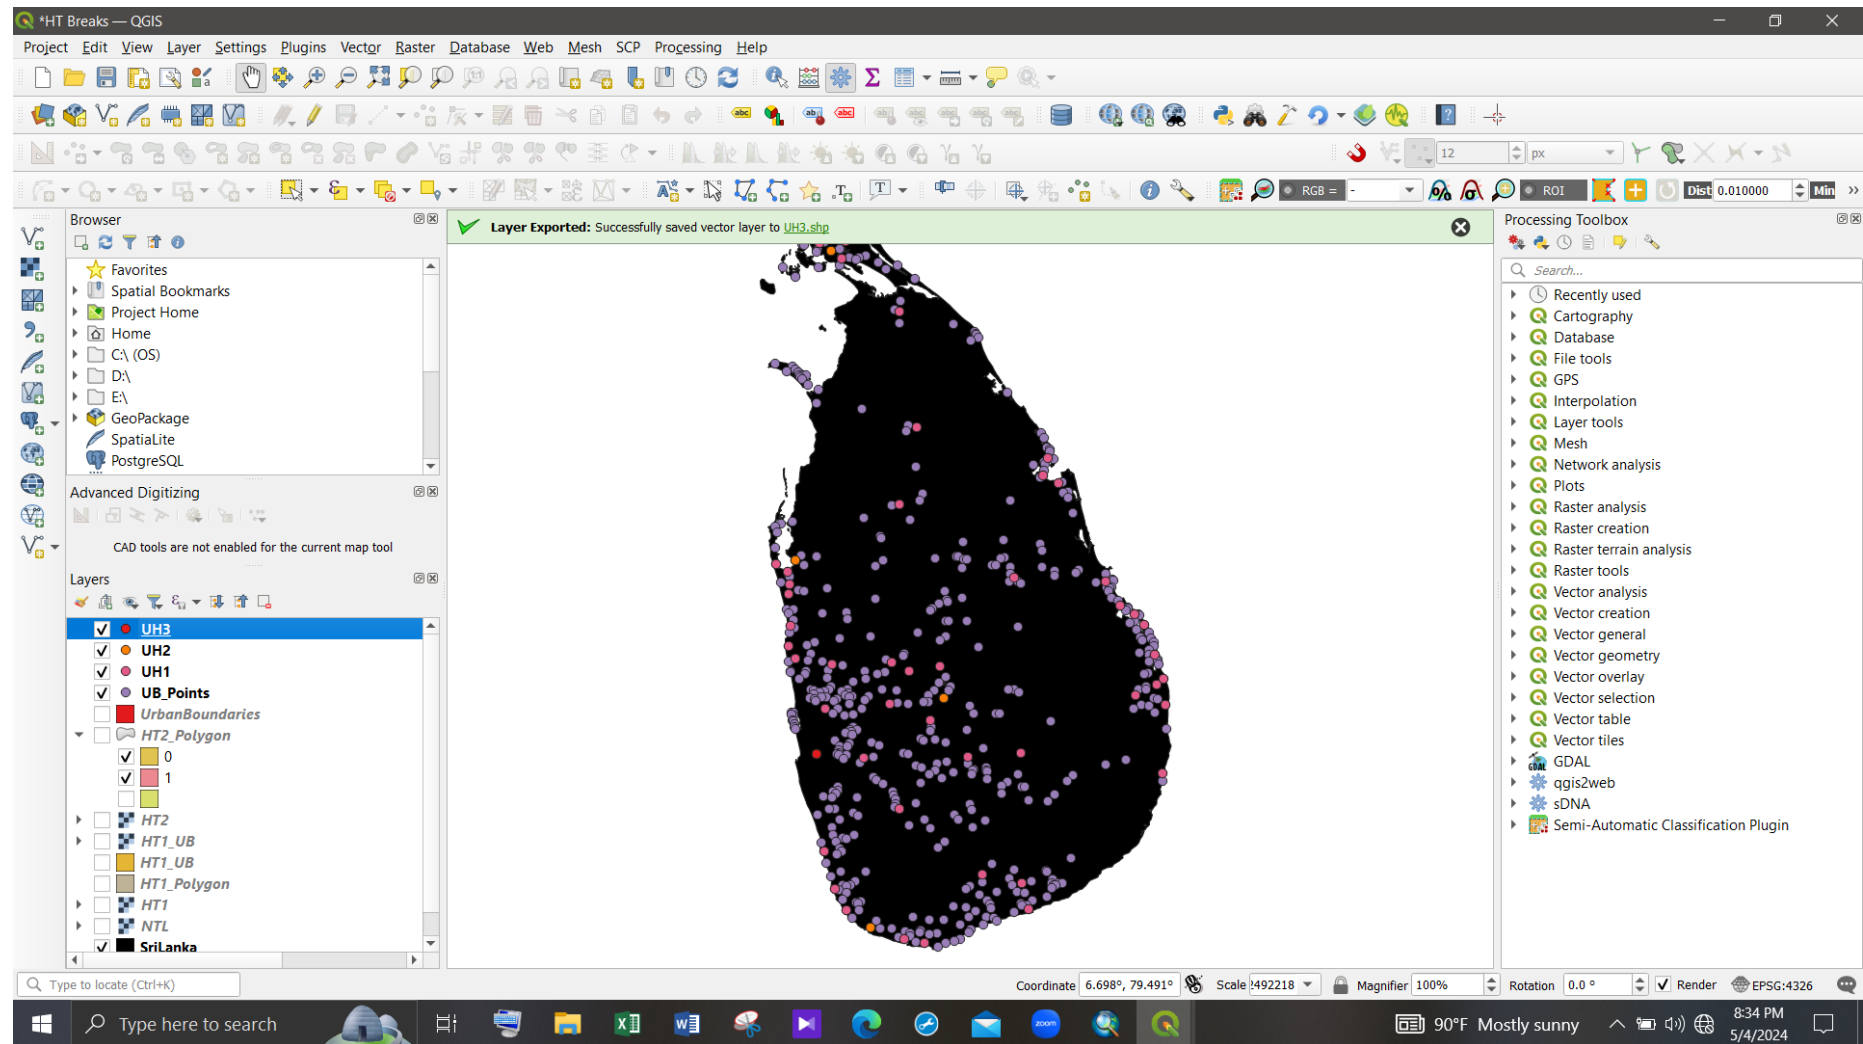 *HT Breaks — QGIS
Project Edit View Layer Settings Plugins Vector Raster Database Web Mesh SCP Processing Help
12
px
RGB =
-
ROI
Dist 0.010000
Min
Browser
Favorites
Spatial Bookmarks
Project Home
Home
C:\ (OS)
D:\
E:\
GeoPackage
SpatiaLite
PostgreSQL
Advanced Digitizing
CAD tools are not enabled for the current map tool
Layers
UH3
UH2
UH1
UB_Points
UrbanBoundaries
HT2_Polygon
0
1
HT2
HT1_UB
HT1_UB
HT1_Polygon
HT1
NTL
SriLanka
Layer Exported: Successfully saved vector layer to UH3.shp
Processing Toolbox
Search...
Recently used
Cartography
Database
File tools
GPS
Interpolation
Layer tools
Mesh
Network analysis
Plots
Raster analysis
Raster creation
Raster terrain analysis
Raster tools
Vector analysis
Vector creation
Vector general
Vector geometry
Vector overlay
Vector selection
Vector table
Vector tiles
GDAL
qgis2web
sDNA
Semi-Automatic Classification Plugin
Type to locate (Ctrl+K)
Coordinate 6.698°, 79.491° Scale 492218 Magnifier 100% Rotation 0.0 ° Render EPSG:4326
Type here to search
zoom
90°F Mostly sunny
8:34 PM
5/4/2024